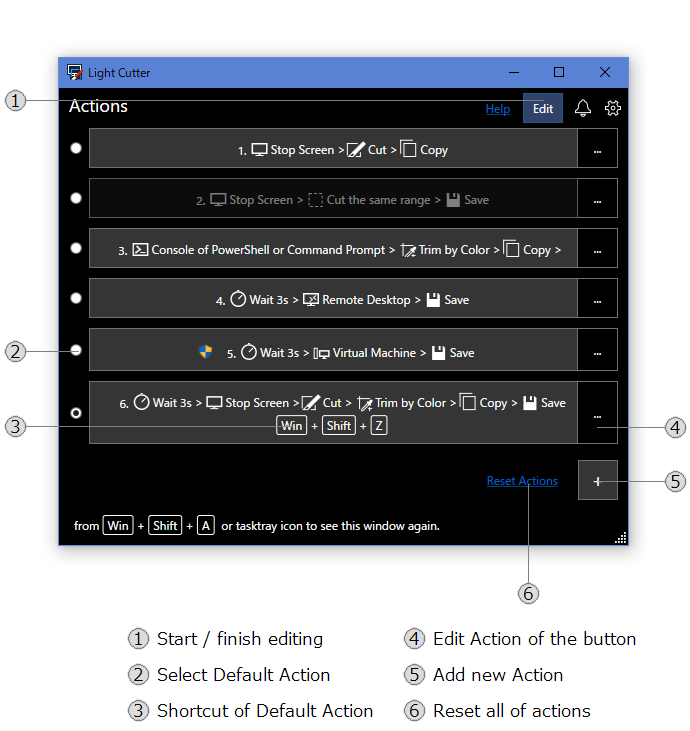 Light Cutter
Actions
Help
Edit
①
1. Stop Screen > Cut > Copy
...
2. Stop Screen > Cut the same range > Save
...
3. Console of PowerShell or Command Prompt > Trim by Color > Copy >
...
4. Wait 3s > Remote Desktop > Save
...
②
5. Wait 3s > Virtual Machine > Save
...
6. Wait 3s > Stop Screen > Cut > Trim by Color > Copy > Save
...
③
Win + Shift + Z
④
Reset Actions
+
⑤
from Win + Shift + A or tasktray icon to see this window again.
⑥
① Start / finish editing
② Select Default Action
③ Shortcut of Default Action
④ Edit Action of the button
⑤ Add new Action
⑥ Reset all of actions